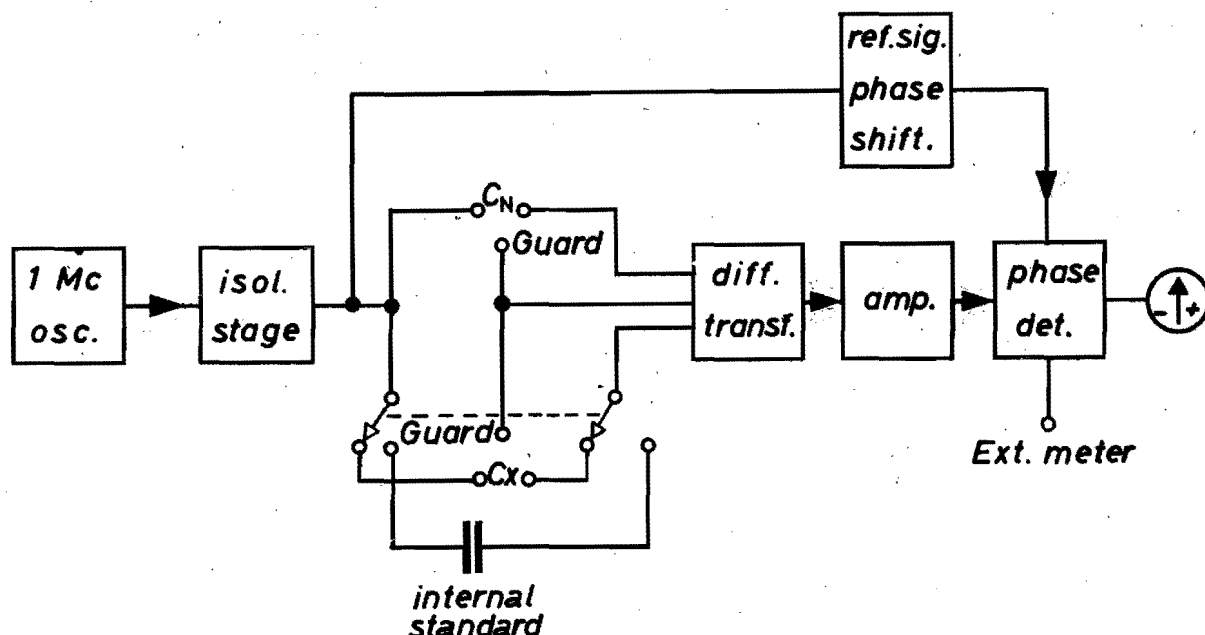 ref.sig.
phase
shift.
C_N
Guard
1 Mc
osc.
isol.
stage
diff.
transf.
amp.
phase
det.
- +
Guard
Cx
Ext. meter
internal
standard